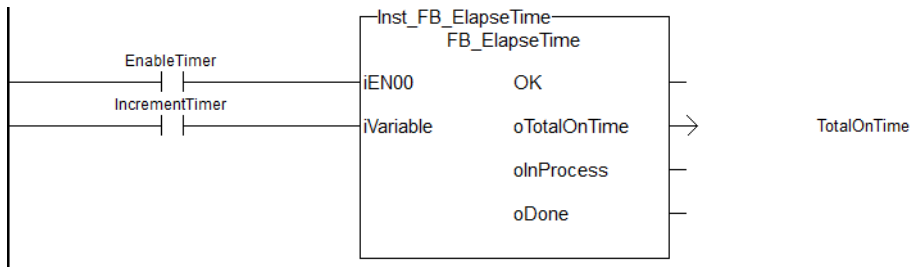 Inst_FB_ElapseTime
FB_ElapseTime
EnableTimer
iEN00 OK
IncrementTimer
iVariable oTotalOnTime TotalOnTime
oInProcess
oDone